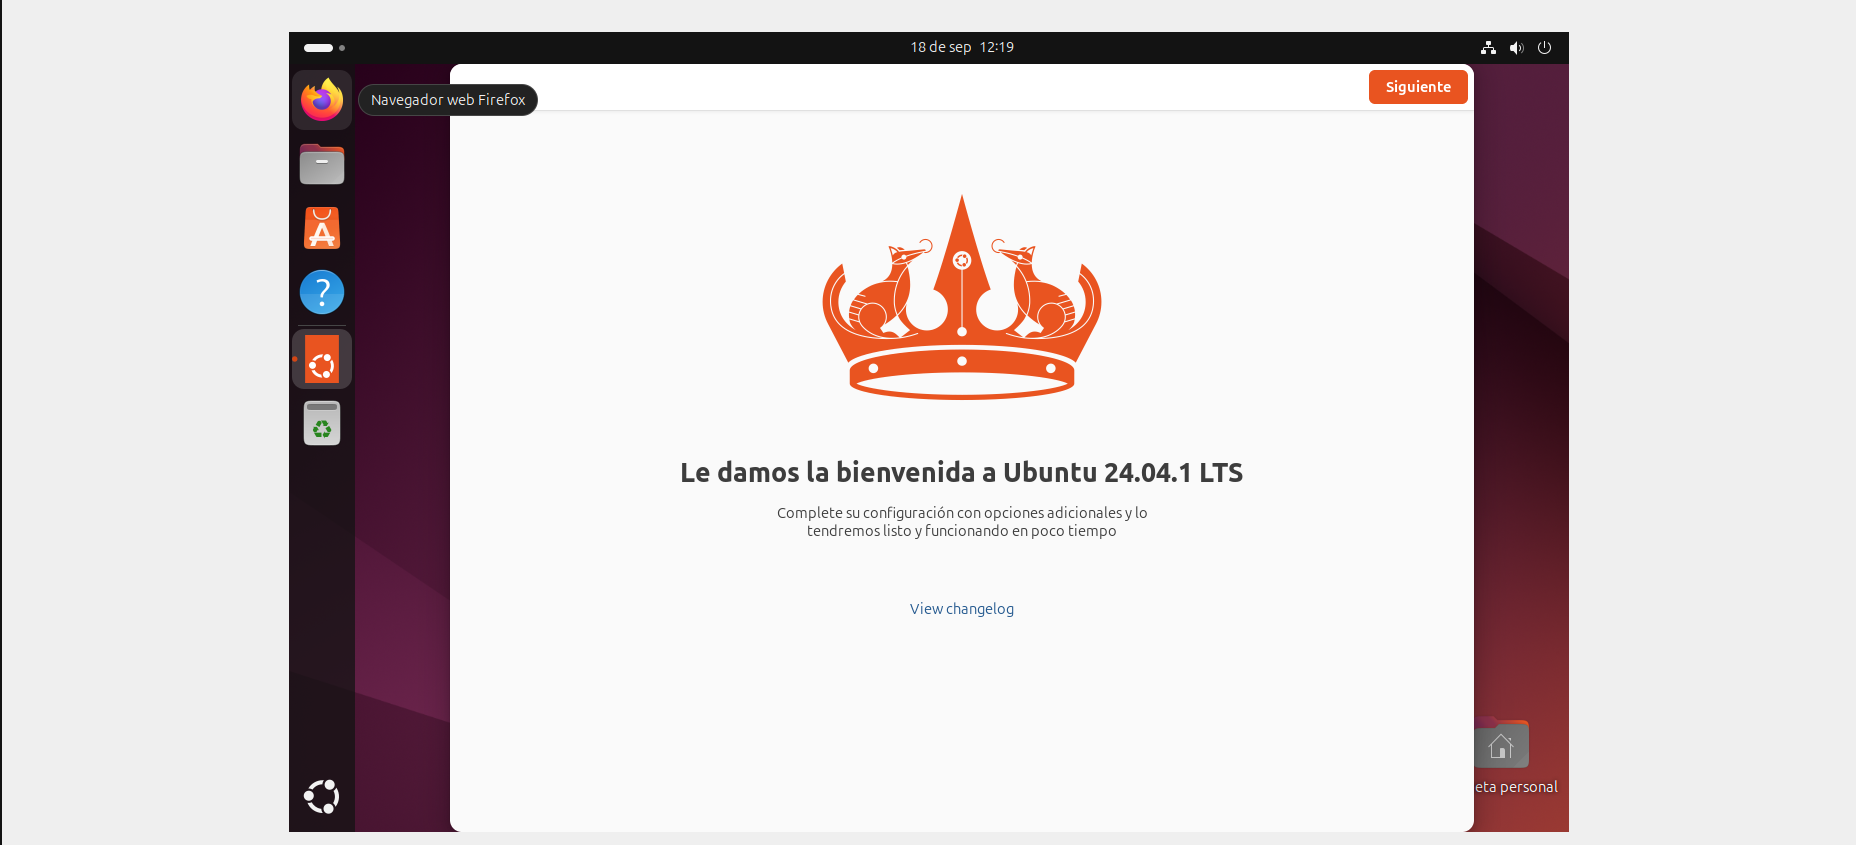 18 de sep 12:19
Siguiente
Navegador web Firefox
Le damos la bienvenida a Ubuntu 24.04.1 LTS
Complete su configuración con opciones adicionales y lo
tendremos listo y funcionando en poco tiempo
View changelog
eta personal